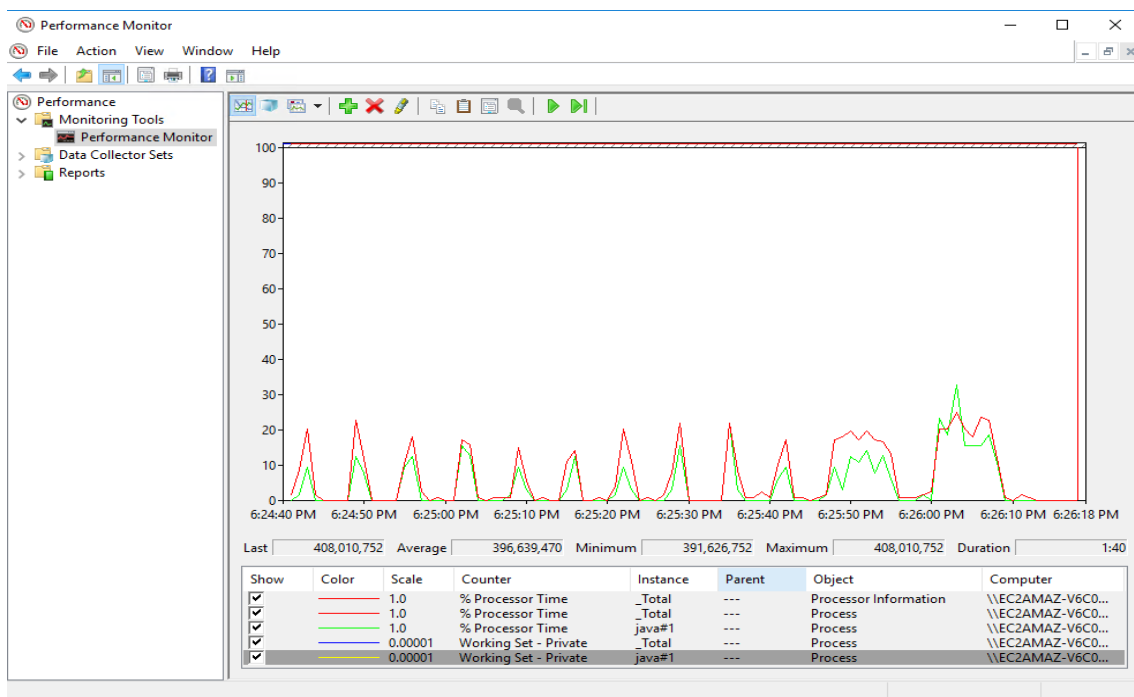 Performance Monitor
File Action View Window Help
Performance
Monitoring Tools
Performance Monitor
Data Collector Sets
Reports
100
90
80
70
60
50
40
30
20
10
0
6:24:40 PM 6:24:50 PM 6:25:00 PM 6:25:10 PM 6:25:20 PM 6:25:30 PM 6:25:40 PM 6:25:50 PM 6:26:00 PM 6:26:10 PM 6:26:18 PM
Last 408,010,752 Average 396,639,470 Minimum 391,626,752 Maximum 408,010,752 Duration 1:40
Show Color Scale Counter Instance Parent Object Computer
1.0 % Processor Time _Total --- Processor Information \\EC2AMAZ-V6C0...
1.0 % Processor Time _Total --- Process \\EC2AMAZ-V6C0...
1.0 % Processor Time java#1 --- Process \\EC2AMAZ-V6C0...
0.00001 Working Set - Private _Total --- Process \\EC2AMAZ-V6C0...
0.00001 Working Set - Private java#1 --- Process \\EC2AMAZ-V6C0...